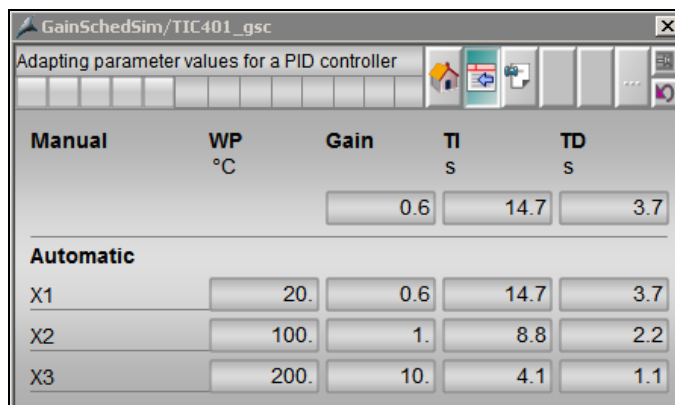 GainSchedSim/TIC401_gsc
Adapting parameter values for a PID controller
...
Manual WP Gain TI TD
°C s s
0.6 14.7 3.7
Automatic
X1 20. 0.6 14.7 3.7
X2 100. 1. 8.8 2.2
X3 200. 10. 4.1 1.1